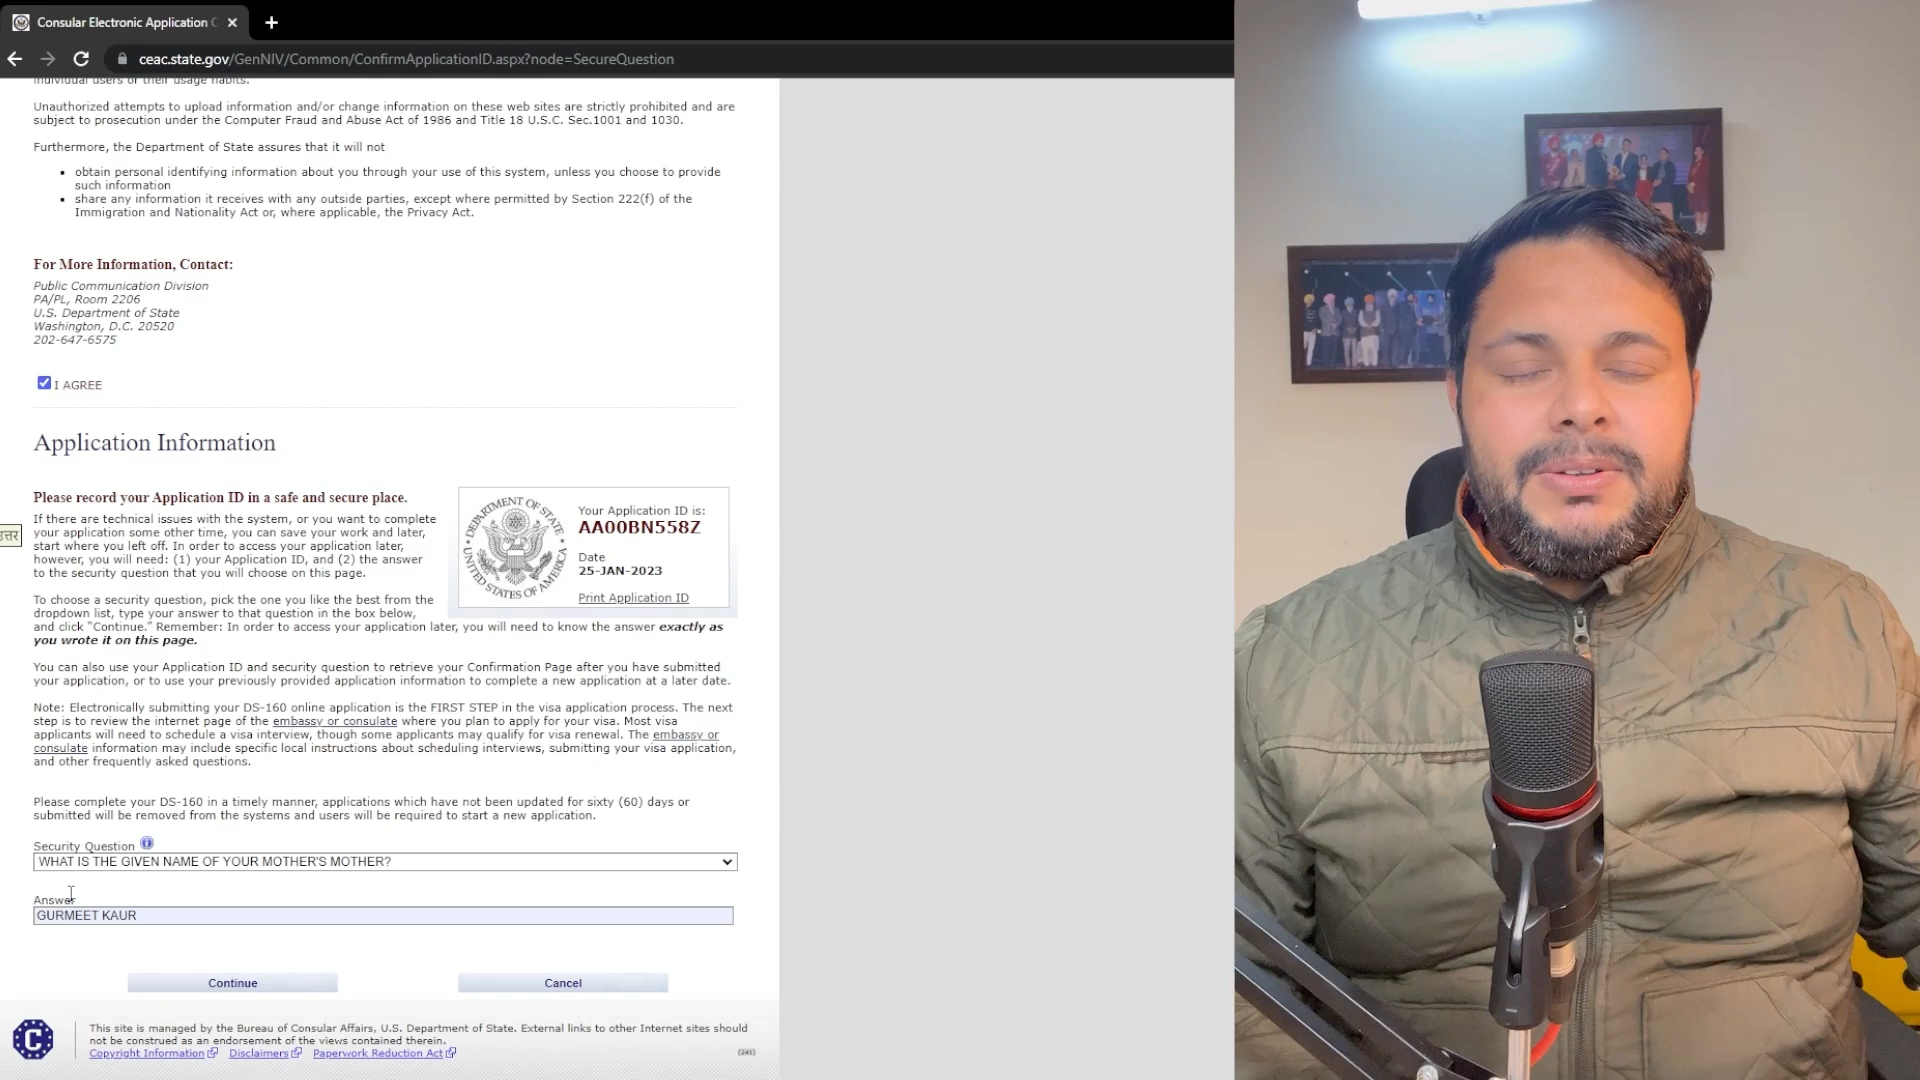 Consular Electronic Application C
ceac.state.gov/GenNIV/Common/ConfirmApplicationID.aspx?node=SecureQuestion
individual users or their usage habits.
Unauthorized attempts to upload information and/or change information on these web sites are strictly prohibited and are
subject to prosecution under the Computer Fraud and Abuse Act of 1986 and Title 18 U.S.C. Sec.1001 and 1030.
Furthermore, the Department of State assures that it will not
obtain personal identifying information about you through your use of this system, unless you choose to provide
such information
share any information it receives with any outside parties, except where permitted by Section 222(f) of the
Immigration and Nationality Act or, where applicable, the Privacy Act.
For More Information, Contact:
Public Communication Division
PA/PL, Room 2206
U.S. Department of State
Washington, D.C. 20520
202-647-6575
I AGREE
Application Information
Please record your Application ID in a safe and secure place.
If there are technical issues with the system, or you want to complete
your application some other time, you can save your work and later,
start where you left off. In order to access your application later,
however, you will need: (1) your Application ID, and (2) the answer
to the security question that you will choose on this page.
DEPARTMENT OF STATE
UNITED STATES OF AMERICA
Your Application ID is:
AA00BN558Z
Date
25-JAN-2023
Print Application ID
उत्तर
To choose a security question, pick the one you like the best from the
dropdown list, type your answer to that question in the box below,
and click “Continue.” Remember: In order to access your application later, you will need to know the answer exactly as
you wrote it on this page.
You can also use your Application ID and security question to retrieve your Confirmation Page after you have submitted
your application, or to use your previously provided application information to complete a new application at a later date.
Note: Electronically submitting your DS-160 online application is the FIRST STEP in the visa application process. The next
step is to review the internet page of the embassy or consulate where you plan to apply for your visa. Most visa
applicants will need to schedule a visa interview, though some applicants may qualify for visa renewal. The embassy or
consulate information may include specific local instructions about scheduling interviews, submitting your visa application,
and other frequently asked questions.
Please complete your DS-160 in a timely manner, applications which have not been updated for sixty (60) days or
submitted will be removed from the systems and users will be required to start a new application.
Security Question
WHAT IS THE GIVEN NAME OF YOUR MOTHER'S MOTHER?
Answer
GURMEET KAUR
Continue
Cancel
C
This site is managed by the Bureau of Consular Affairs, U.S. Department of State. External links to other Internet sites should
not be construed as an endorsement of the views contained therein.
Copyright Information Disclaimers Paperwork Reduction Act
(241)